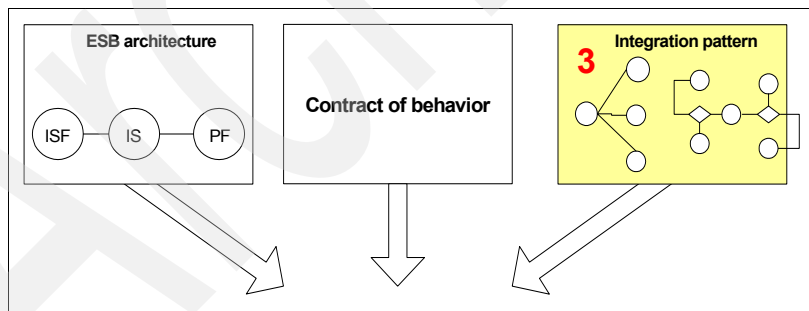 ESB architecture
ISF
IS
PF
Contract of behavior
Integration pattern
3